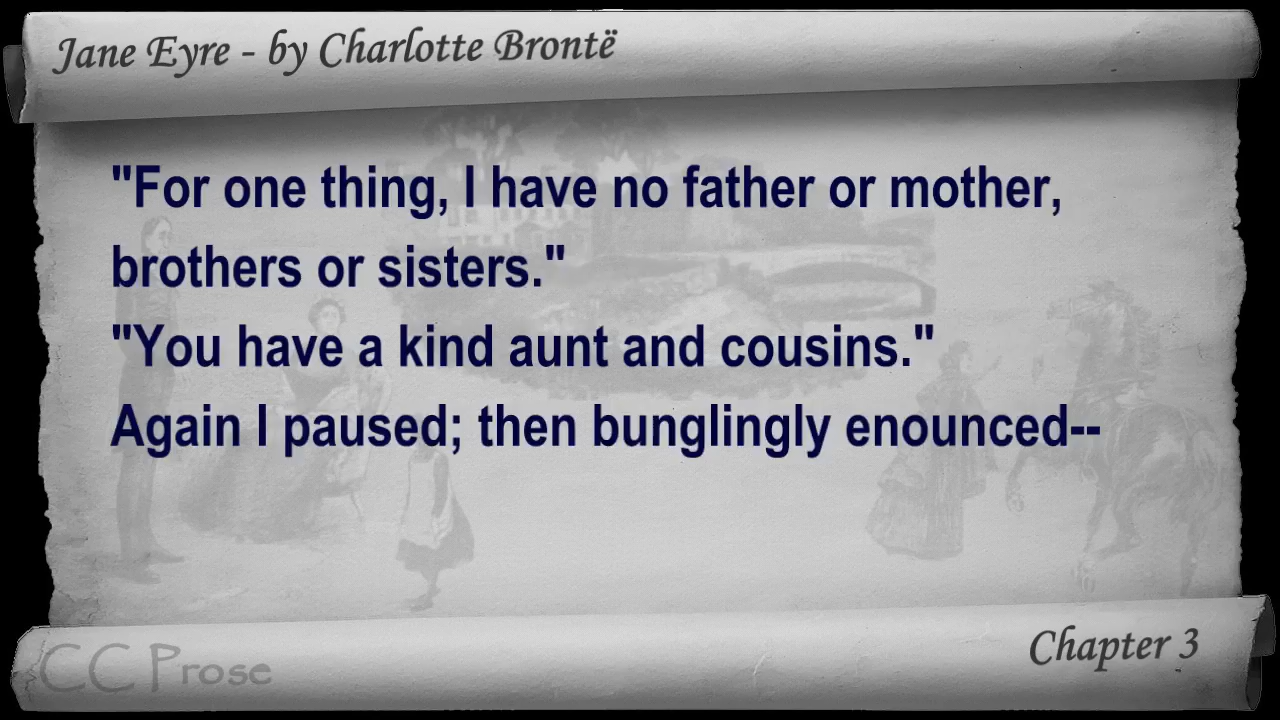 Jane Eyre - by Charlotte Brontë
"For one thing, I have no father or mother,
brothers or sisters."
"You have a kind aunt and cousins."
Again I paused; then bunglingly enounced--
Chapter 3
CC Prose